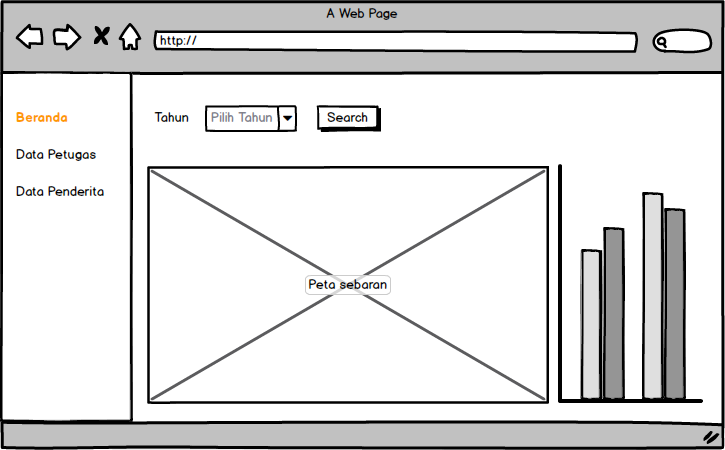 A Web Page
http://
Beranda
Data Petugas
Data Penderita
Tahun Pilih Tahun Search
Peta sebaran